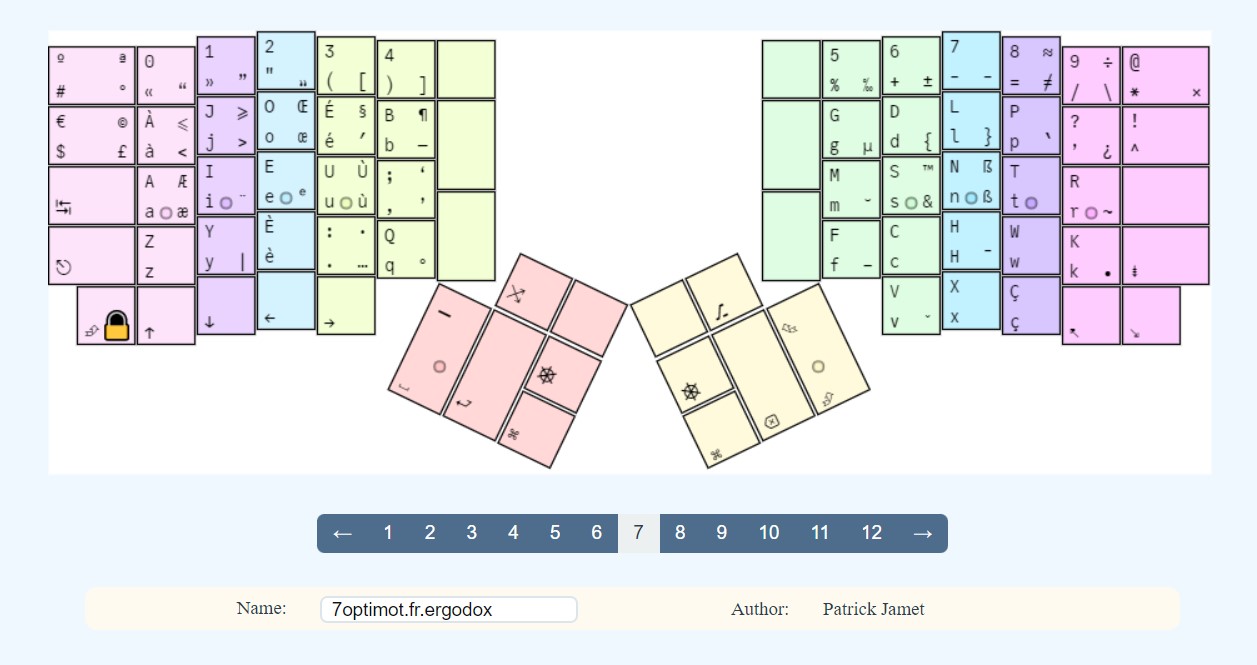 º ª 0 1 2 3 4 5 6 7 8 ≈ 9 ÷ @
# ° « “ » ” " „ ( [ ) ] % ‰ + ± - - = ≠ / \ * ×
€ © À ⩽ J ⩾ O Œ É § B ¶ G D L P ? !
$ £ à < j > o œ é ′ b – g µ d { l } p ‵ ’ ¿ ^
A Æ I E U Ù ; ‘ M S ™ N ß T R
↹ a æ i ¨ e ᵉ u ù , ’ m ˘ s & n ß t r ~
Z Y È : · Q F C H W K
z y | è . … q ° f – c H - w k •
V X Ç
↑ ↓ ← → v ˇ x ç ↖ ↘
⌘ ⌘
← 1 2 3 4 5 6 7 8 9 10 11 12 →
Name: 7optimot.fr.ergodox Author: Patrick Jamet